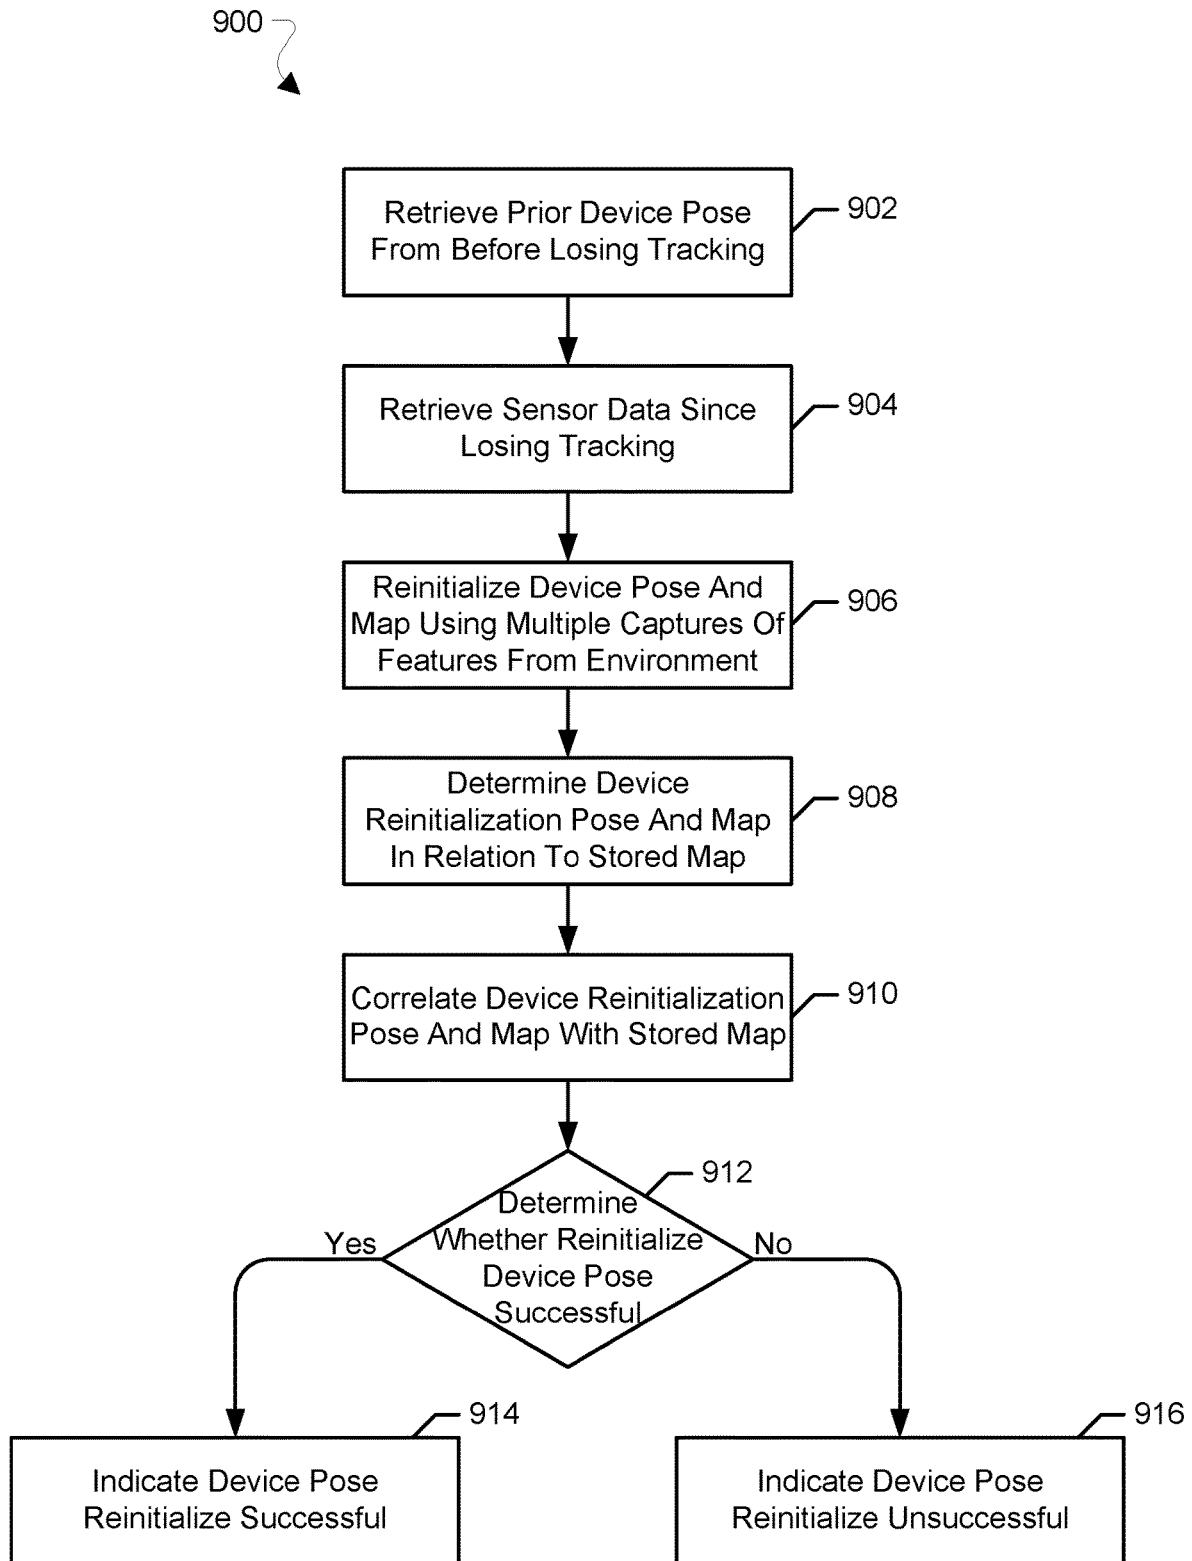 900
Retrieve Prior Device Pose
From Before Losing Tracking
902
Retrieve Sensor Data Since
Losing Tracking
904
Reinitialize Device Pose And
Map Using Multiple Captures Of
Features From Environment
906
Determine Device
Reinitialization Pose And Map
In Relation To Stored Map
908
Correlate Device Reinitialization
Pose And Map With Stored Map
910
Determine
Whether Reinitialize
Device Pose
Successful
912
Yes
No
Indicate Device Pose
Reinitialize Successful
914
Indicate Device Pose
Reinitialize Unsuccessful
916